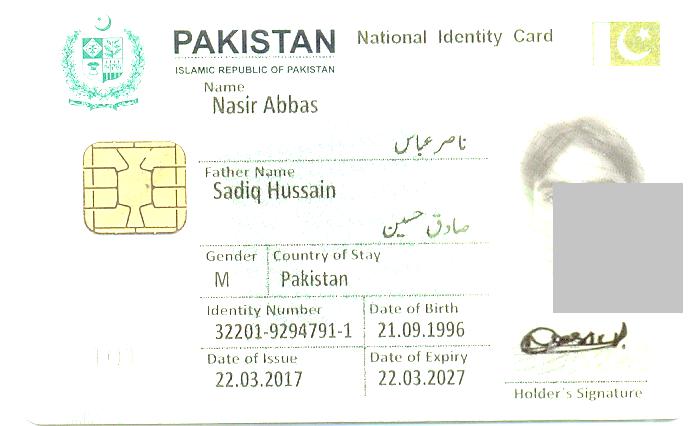 PAKISTAN National Identity Card
ISLAMIC REPUBLIC OF PAKISTAN
Name
Nasir Abbas
ناصر عباس
Father Name
Sadiq Hussain
صادق حسین
Gender Country of Stay
M Pakistan
Identity Number Date of Birth
32201-9294791-1 21.09.1996
Date of Issue Date of Expiry
22.03.2017 22.03.2027
Holder's Signature